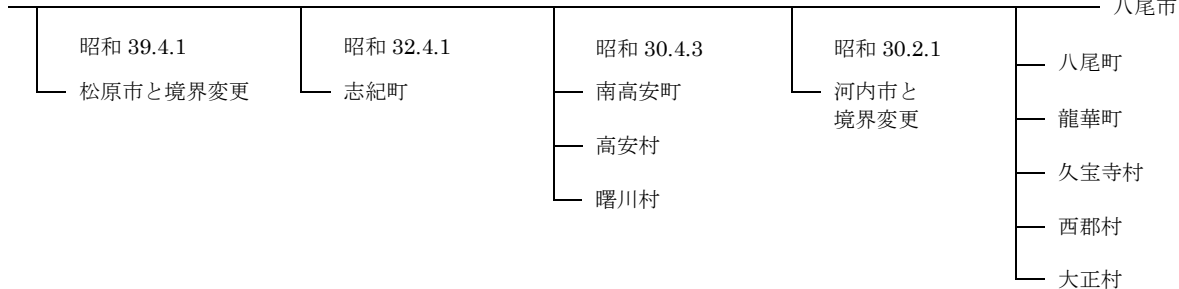 八尾市
昭和 39.4.1
松原市と境界変更
昭和 32.4.1
志紀町
昭和 30.4.3
南高安町
高安村
曙川村
昭和 30.2.1
河内市と
境界変更
八尾町
龍華町
久宝寺村
西郡村
大正村